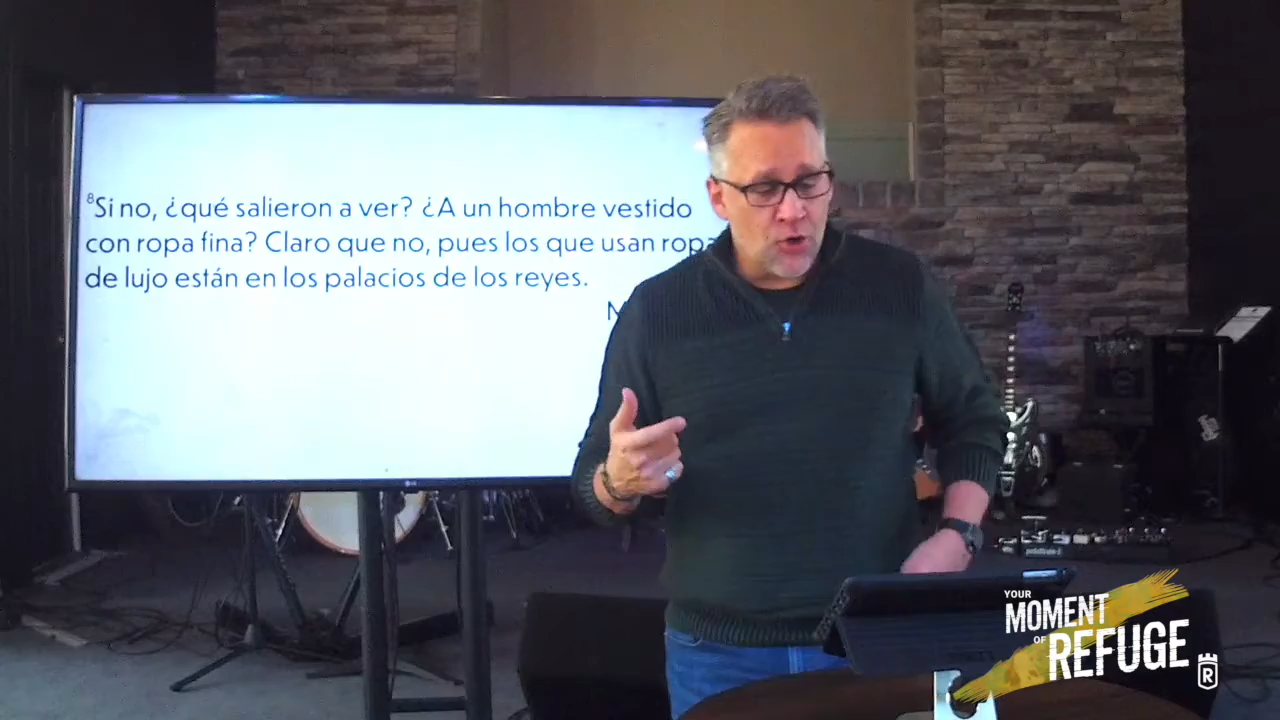 ⁸Si no, ¿qué salieron a ver? ¿A un hombre vestido
con ropa fina? Claro que no, pues los que usan ropa
de lujo están en los palacios de los reyes.
M
YOUR
MOMENT
OF
REFUGE
R
LG